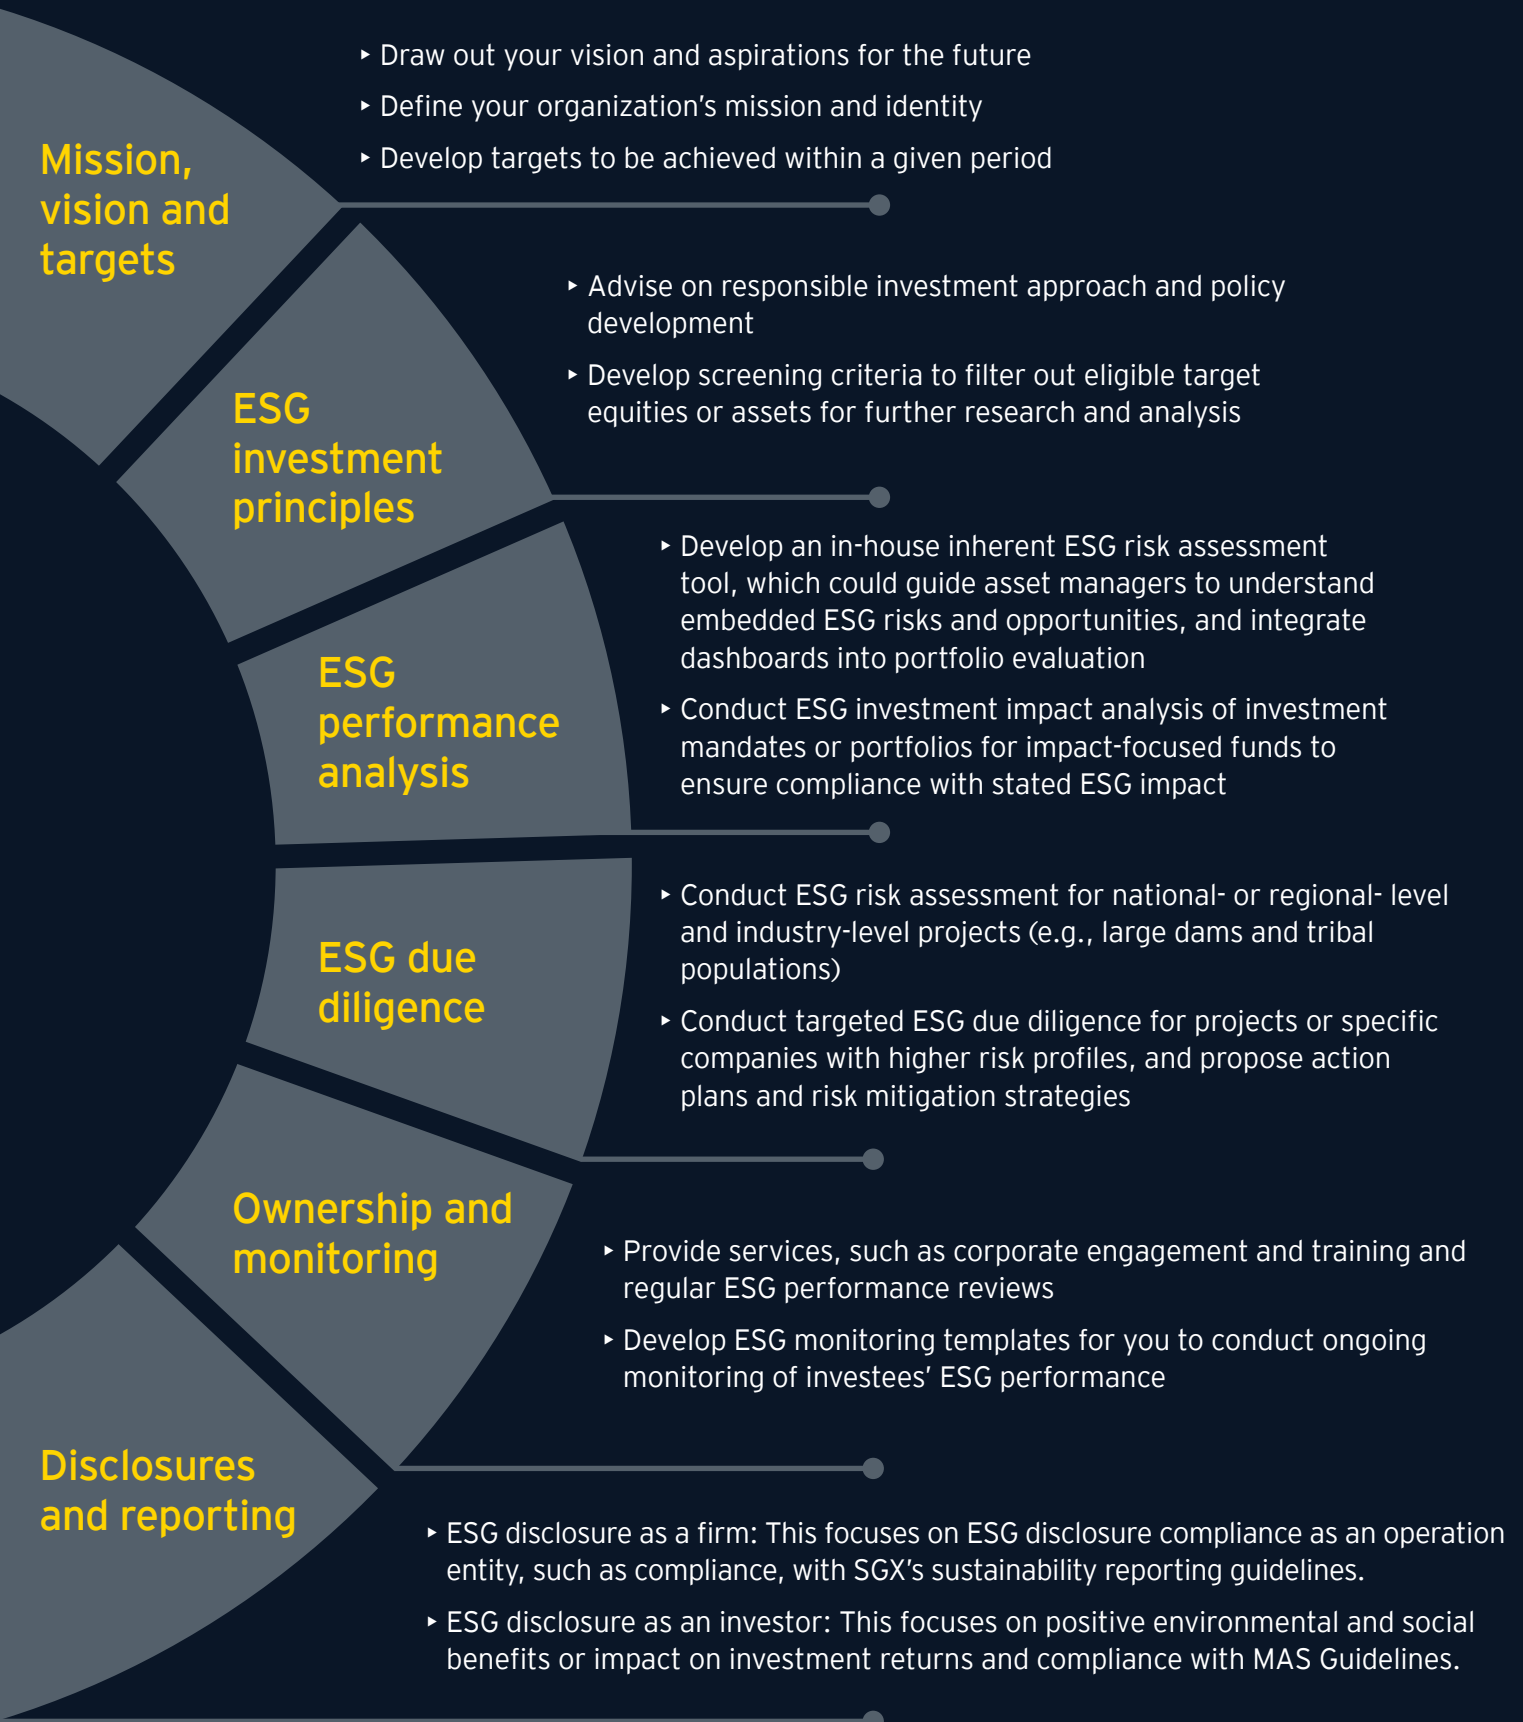 Mission,
vision and
targets
‣ Draw out your vision and aspirations for the future
‣ Define your organization’s mission and identity
‣ Develop targets to be achieved within a given period
ESG
investment
principles
‣ Advise on responsible investment approach and policy
development
‣ Develop screening criteria to filter out eligible target
equities or assets for further research and analysis
ESG
performance
analysis
‣ Develop an in-house inherent ESG risk assessment
tool, which could guide asset managers to understand
embedded ESG risks and opportunities, and integrate
dashboards into portfolio evaluation
‣ Conduct ESG investment impact analysis of investment
mandates or portfolios for impact-focused funds to
ensure compliance with stated ESG impact
ESG due
diligence
‣ Conduct ESG risk assessment for national- or regional- level
and industry-level projects (e.g., large dams and tribal
populations)
‣ Conduct targeted ESG due diligence for projects or specific
companies with higher risk profiles, and propose action
plans and risk mitigation strategies
Ownership and
monitoring
‣ Provide services, such as corporate engagement and training and
regular ESG performance reviews
‣ Develop ESG monitoring templates for you to conduct ongoing
monitoring of investees’ ESG performance
Disclosures
and reporting
‣ ESG disclosure as a firm: This focuses on ESG disclosure compliance as an operation
entity, such as compliance, with SGX’s sustainability reporting guidelines.
‣ ESG disclosure as an investor: This focuses on positive environmental and social
benefits or impact on investment returns and compliance with MAS Guidelines.